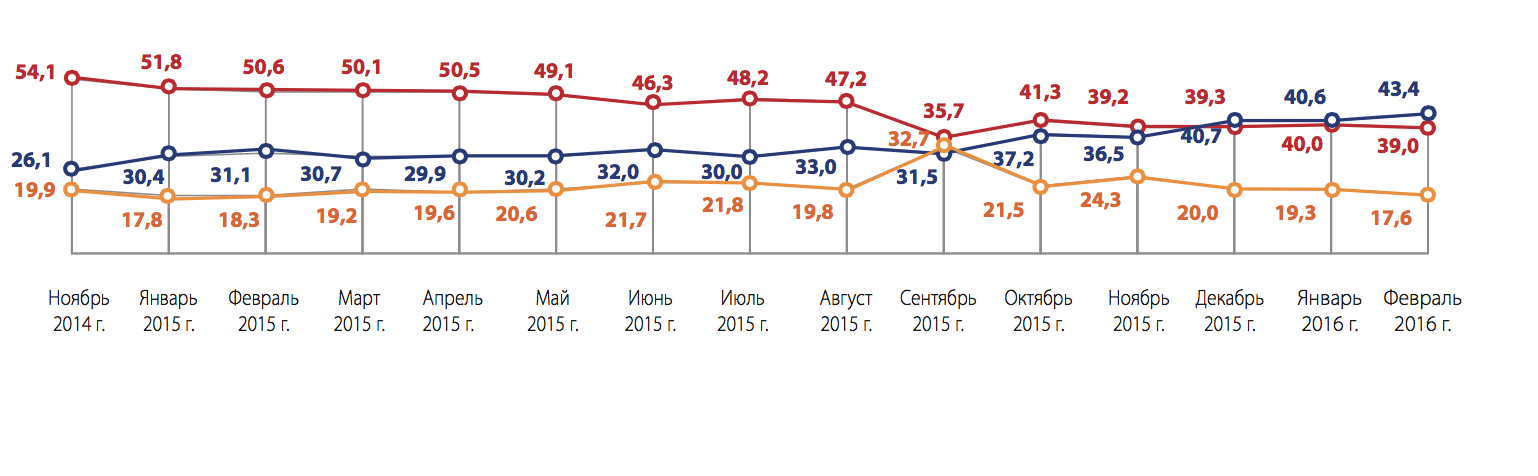 54,1 51,8 50,6 50,1 50,5 49,1 46,3 48,2 47,2 35,7 41,3 39,2 39,3 40,6 43,4
26,1 30,4 31,1 30,7 29,9 30,2 32,0 30,0 33,0 31,5 37,2 36,5 40,7 40,0 39,0
19,9 17,8 18,3 19,2 19,6 20,6 21,7 21,8 19,8 32,7 21,5 24,3 20,0 19,3 17,6
Ноябрь Январь Февраль Март Апрель Май Июнь Июль Август Сентябрь Октябрь Ноябрь Декабрь Январь Февраль
2014 г. 2015 г. 2015 г. 2015 г. 2015 г. 2015 г. 2015 г. 2015 г. 2015 г. 2015 г. 2015 г. 2015 г. 2015 г. 2016 г. 2016 г.